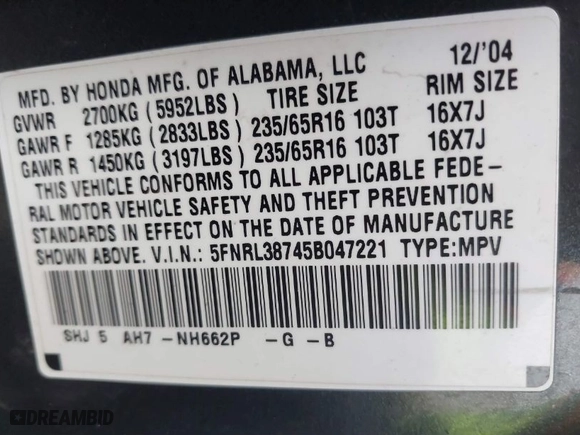 MFD. BY HONDA MFG. OF ALABAMA, LLC 12/'04
GVWR 2700KG (5952LBS) TIRE SIZE RIM SIZE
GAWR F 1285KG (2833LBS) 235/65R16 103T 16X7J
GAWR R 1450KG (3197LBS) 235/65R16 103T 16X7J
THIS VEHICLE CONFORMS TO ALL APPLICABLE FEDE-
RAL MOTOR VEHICLE SAFETY AND THEFT PREVENTION
STANDARDS IN EFFECT ON THE DATE OF MANUFACTURE
SHOWN ABOVE. V.I.N.: 5FNRL38745B047221 TYPE:MPV
SHJ 5 AH7 -NH662P -G -B
DREAMBID